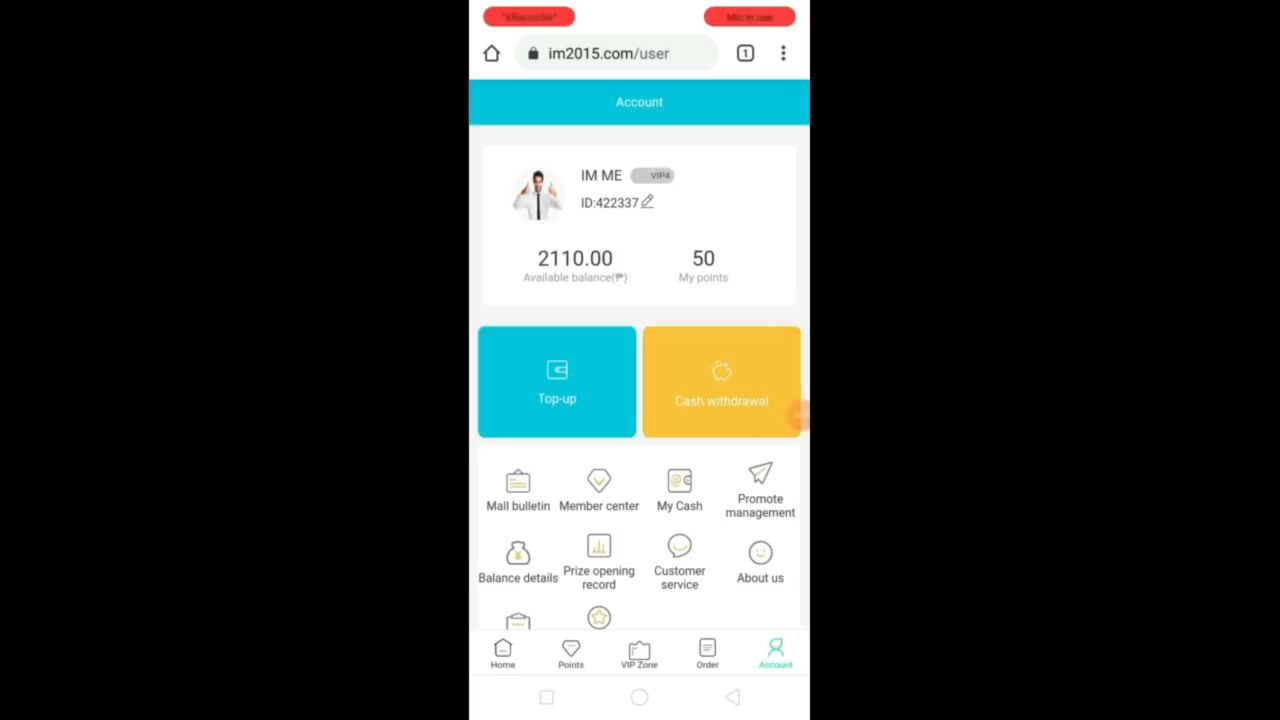 "XRecorder"
Mic in use
im2015.com/user
1
Account
IM ME
VIP4
ID:422337
2110.00
50
Available balance(₱)
My points
Top-up
Cash withdrawal
Mall bulletin
Member center
My Cash
Promote
management
Balance details
Prize opening
record
Customer
service
About us
Home
Points
VIP Zone
Order
Account